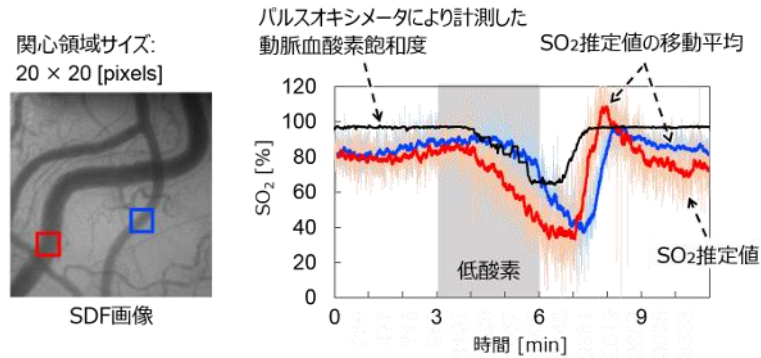 関心領域サイズ:
20 × 20 [pixels]
SDF画像
パルスオキシメータにより計測した
動脈血酸素飽和度
SO₂推定値の移動平均
SO₂ [%]
120
100
80
60
40
20
0
低酸素
SO₂推定値
0 3 6 9
時間 [min]